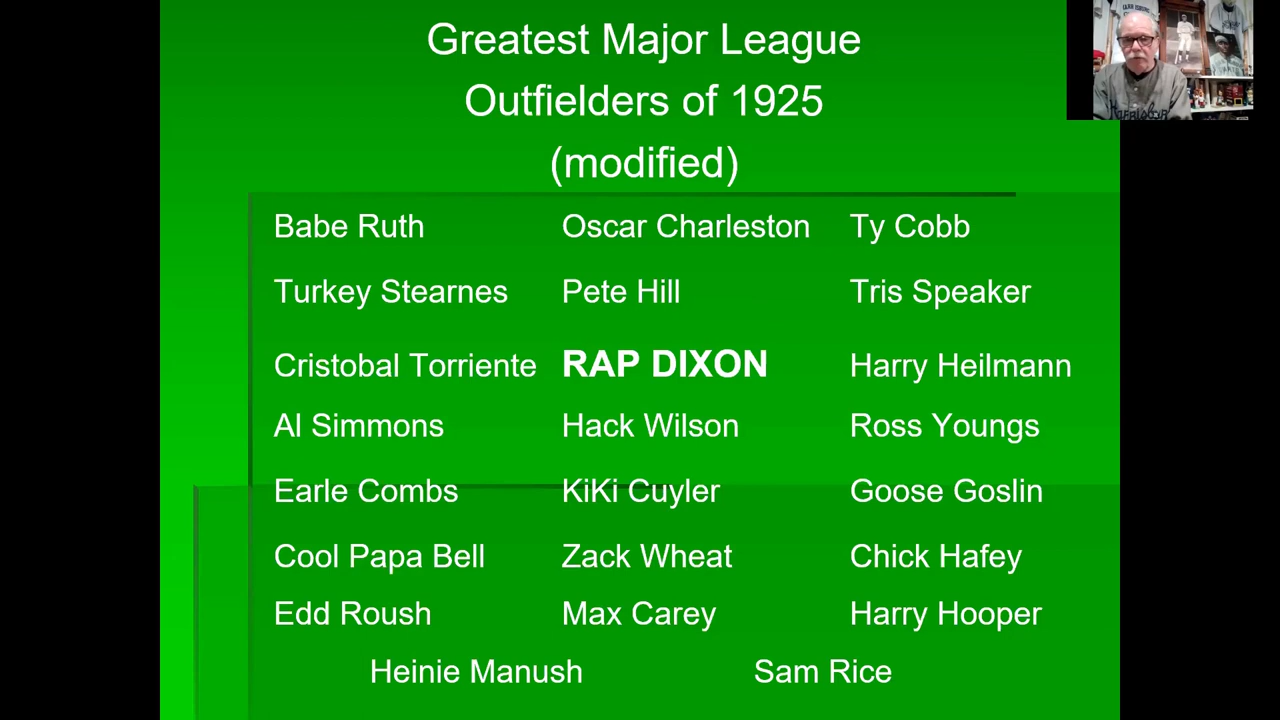 Greatest Major League
Outfielders of 1925
(modified)
Babe Ruth Oscar Charleston Ty Cobb
Turkey Stearnes Pete Hill Tris Speaker
Cristobal Torriente RAP DIXON Harry Heilmann
Al Simmons Hack Wilson Ross Youngs
Earle Combs KiKi Cuyler Goose Goslin
Cool Papa Bell Zack Wheat Chick Hafey
Edd Roush Max Carey Harry Hooper
Heinie Manush Sam Rice